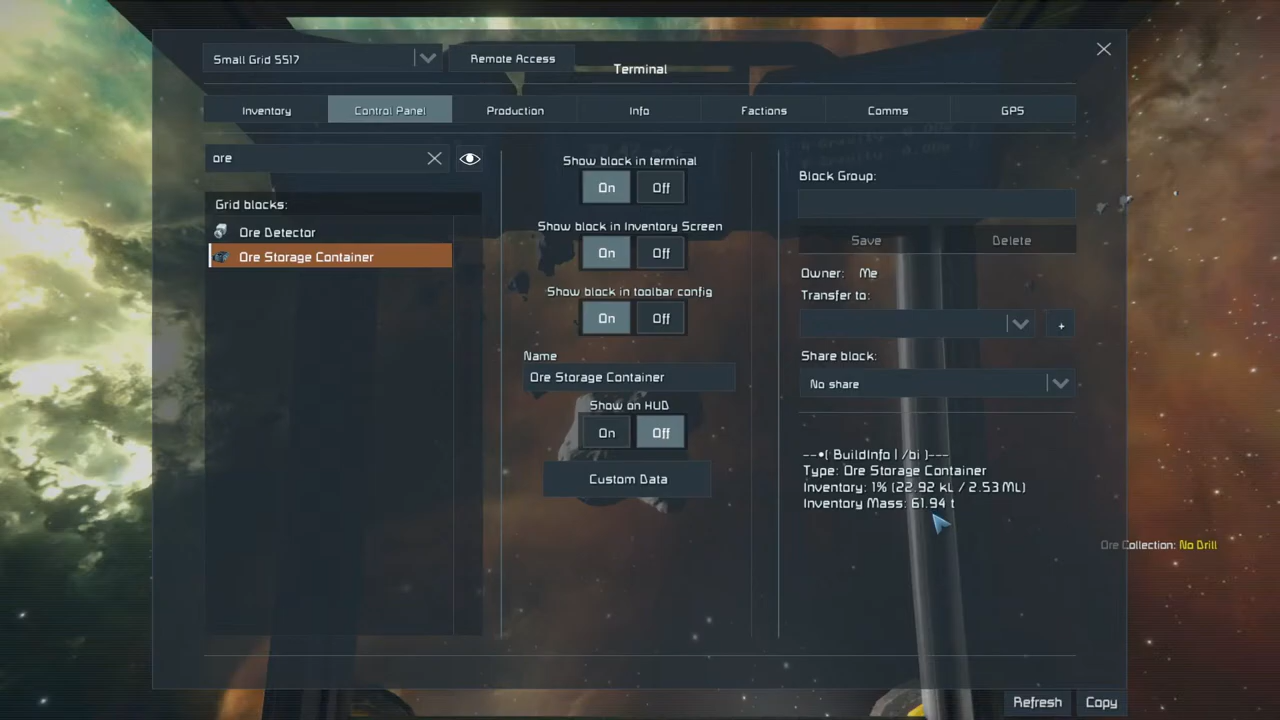 Small Grid 5517
Remote Access
Terminal
Inventory
Control Panel
Production
Info
Factions
Comms
GPS
ore
Grid blocks:
Ore Detector
Ore Storage Container
Show block in terminal
On Off
Show block in Inventory Screen
On Off
Show block in toolbar config
On Off
Name
Ore Storage Container
Show on HUD
On Off
Custom Data
Block Group:
Save Delete
Owner: Me
Transfer to:
+
Share block:
No share
--•( BuildInfo | /bi )---
Type: Ore Storage Container
Inventory: 1% (22.92 kL / 2.53 ML)
Inventory Mass: 61.94 t
Ore Collection: No Drill
Refresh
Copy